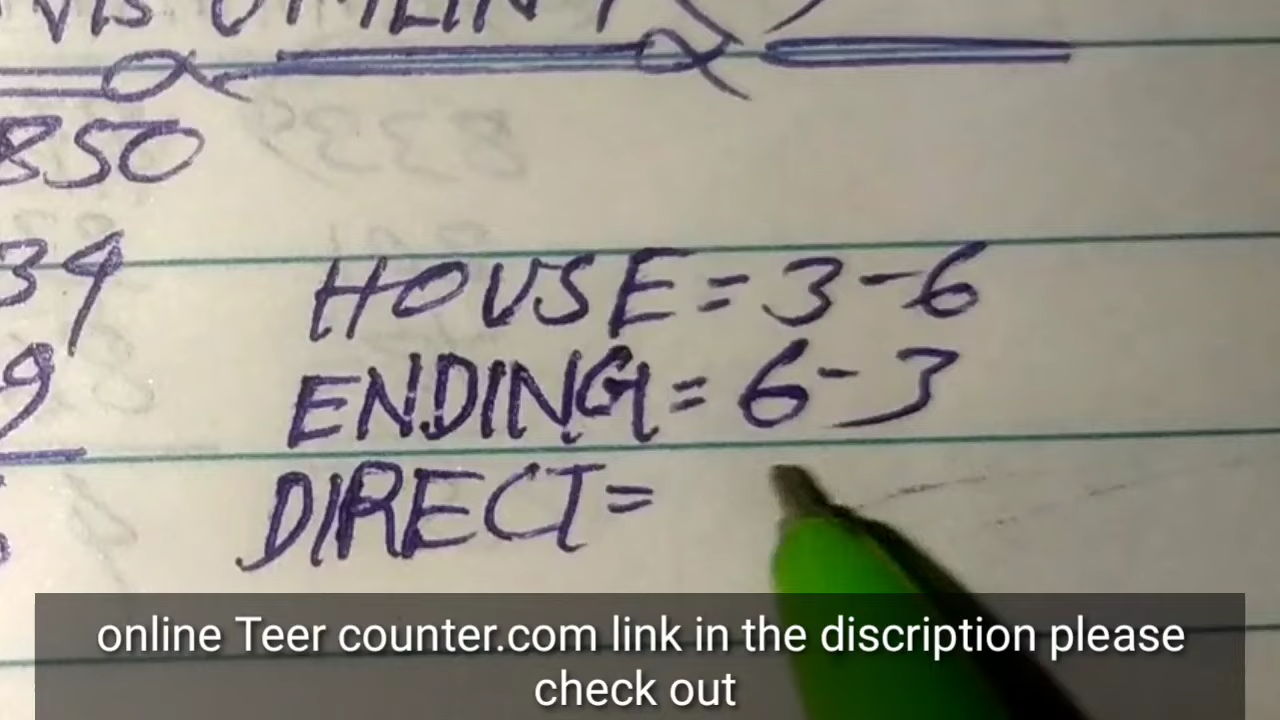 850
34
HOUSE = 3-6
9
ENDING = 6-3
DIRECT =
online Teer counter.com link in the discription please
check out